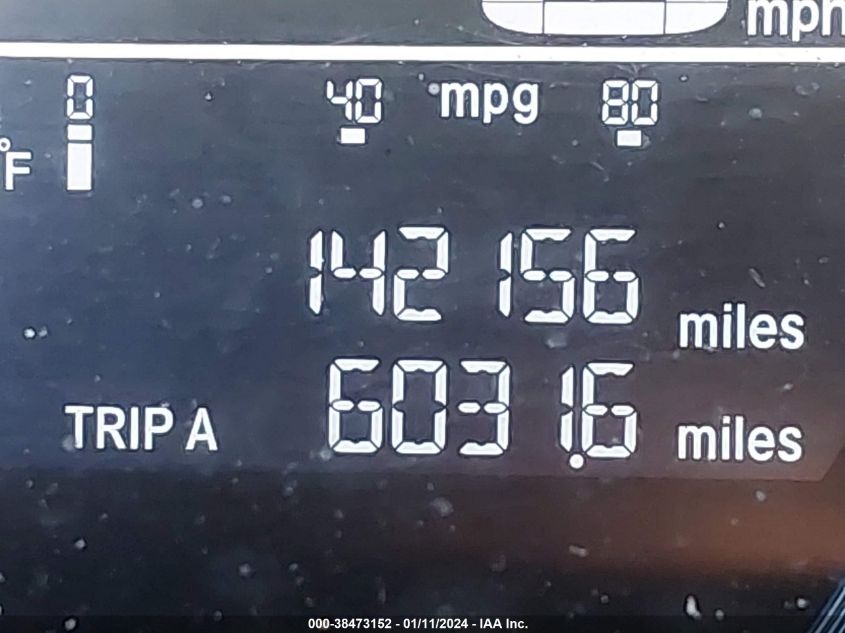 mph
0 40 mpg 80
°F
142156 miles
TRIP A 6031.6 miles
000-38473152 - 01/11/2024 - IAA Inc.